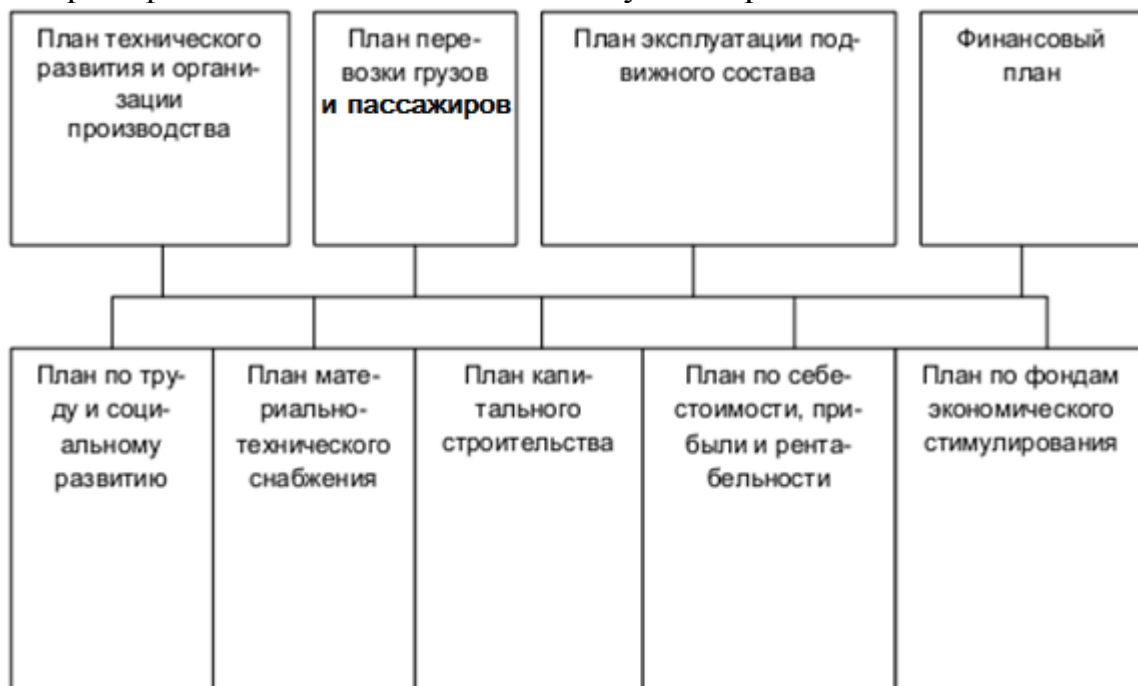 План технического
развития и органи-
зации
производства
План пере-
возки грузов
и пассажиров
План эксплуатации под-
вижного состава
Финансовый
план
План по тру-
ду и соци-
альному
развитию
План мате-
риально-
технического
снабжения
План капи-
тального
строительства
План по себе-
стоимости, при-
были и рента-
бельности
План по фондам
экономического
стимулирования